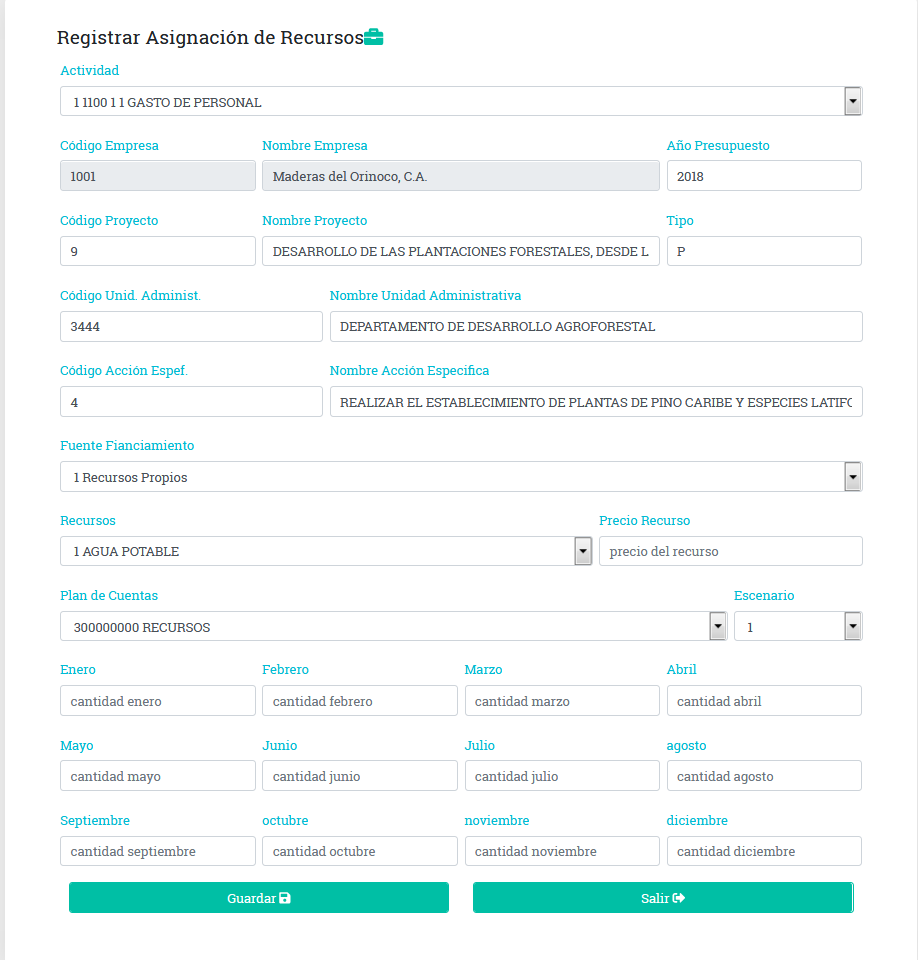 Registrar Asignación de Recursos
Actividad
1 1100 1 1 GASTO DE PERSONAL
Código Empresa Nombre Empresa Año Presupuesto
1001 Maderas del Orinoco, C.A. 2018
Código Proyecto Nombre Proyecto Tipo
9 DESARROLLO DE LAS PLANTACIONES FORESTALES, DESDE L P
Código Unid. Administ. Nombre Unidad Administrativa
3444 DEPARTAMENTO DE DESARROLLO AGROFORESTAL
Código Acción Espef. Nombre Acción Especifica
4 REALIZAR EL ESTABLECIMIENTO DE PLANTAS DE PINO CARIBE Y ESPECIES LATIFO
Fuente Fianciamiento
1 Recursos Propios
Recursos Precio Recurso
1 AGUA POTABLE precio del recurso
Plan de Cuentas Escenario
300000000 RECURSOS 1
Enero Febrero Marzo Abril
cantidad enero cantidad febrero cantidad marzo cantidad abril
Mayo Junio Julio agosto
cantidad mayo cantidad junio cantidad julio cantidad agosto
Septiembre octubre noviembre diciembre
cantidad septiembre cantidad octubre cantidad noviembre cantidad diciembre
Guardar Salir